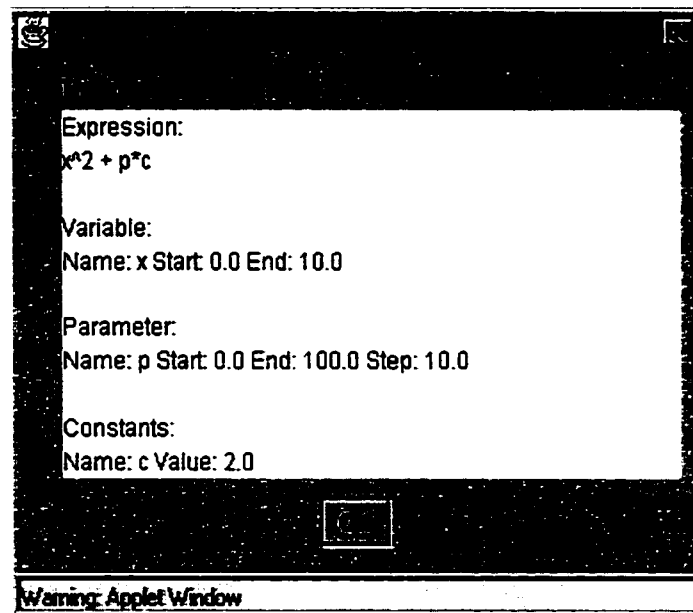 Expression:
x^2 + p*c
Variable:
Name: x Start: 0.0 End: 10.0
Parameter:
Name: p Start: 0.0 End: 100.0 Step: 10.0
Constants:
Name: c Value: 2.0
Warning: Applet Window